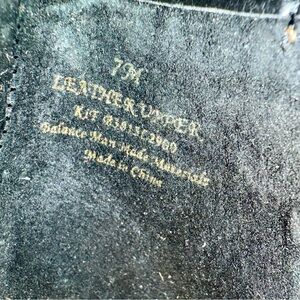 7M
LEATHER UPPER
Balance Man-Made Materials
Made in China